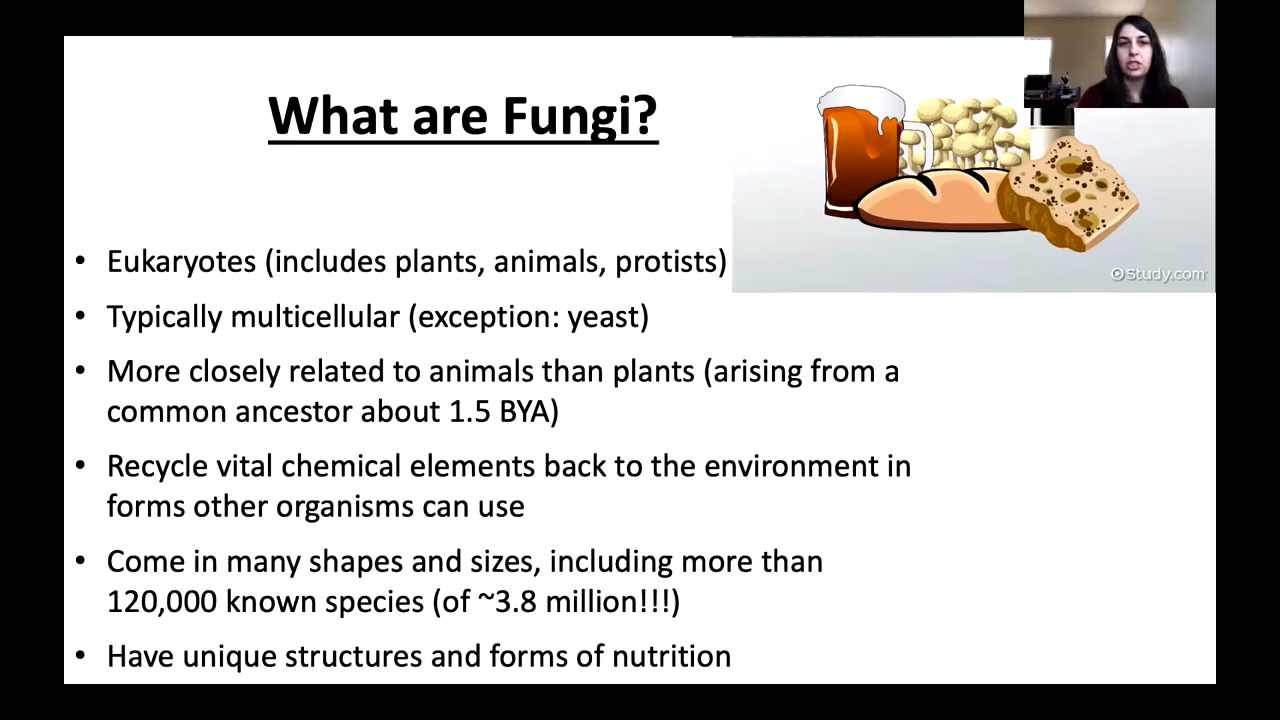 What are Fungi?
Study.com
• Eukaryotes (includes plants, animals, protists)
• Typically multicellular (exception: yeast)
• More closely related to animals than plants (arising from a
common ancestor about 1.5 BYA)
• Recycle vital chemical elements back to the environment in
forms other organisms can use
• Come in many shapes and sizes, including more than
120,000 known species (of ~3.8 million!!!)
• Have unique structures and forms of nutrition